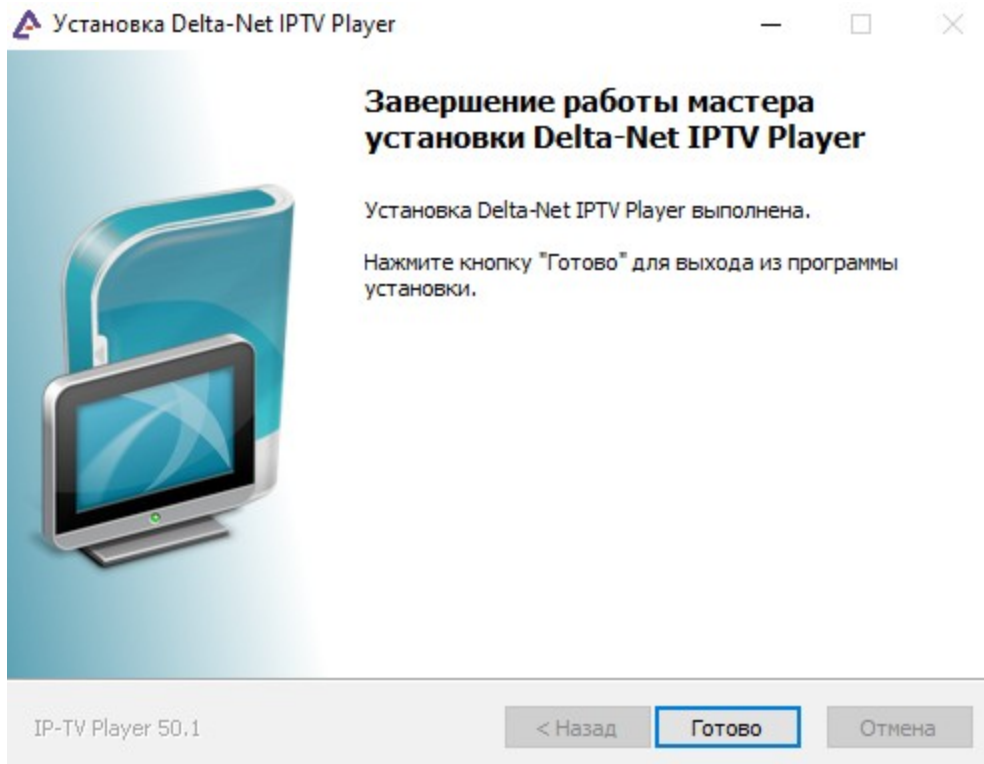 Установка Delta-Net IPTV Player
Завершение работы мастера
установки Delta-Net IPTV Player
Установка Delta-Net IPTV Player выполнена.
Нажмите кнопку "Готово" для выхода из программы
установки.
IP-TV Player 50.1
< Назад
Готово
Отмена